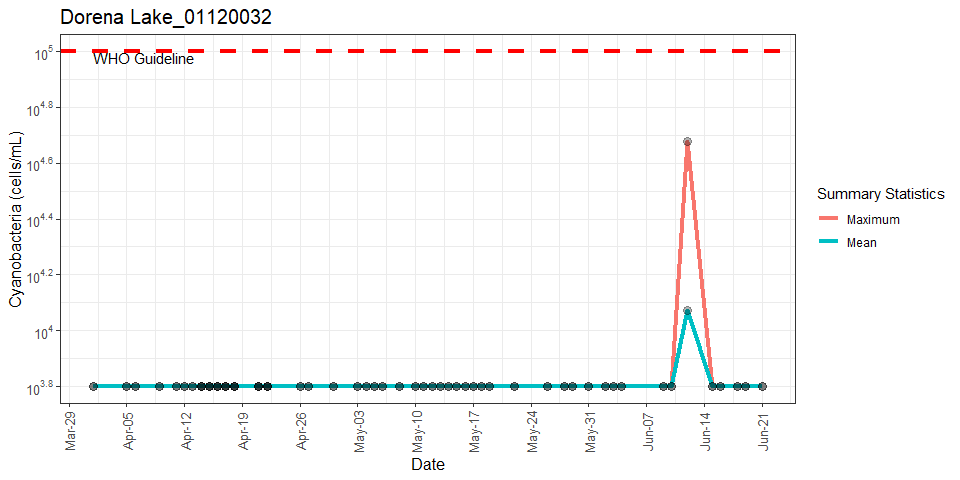 Dorena Lake_01120032
10^5
WHO Guideline
10^4.8
10^4.6
10^4.4
10^4.2
10^4
10^3.8
Cyanobacteria (cells/mL)
Mar-29
Apr-05
Apr-12
Apr-19
Apr-26
May-03
May-10
May-17
May-24
May-31
Jun-07
Jun-14
Jun-21
Date
Summary Statistics
Maximum
Mean